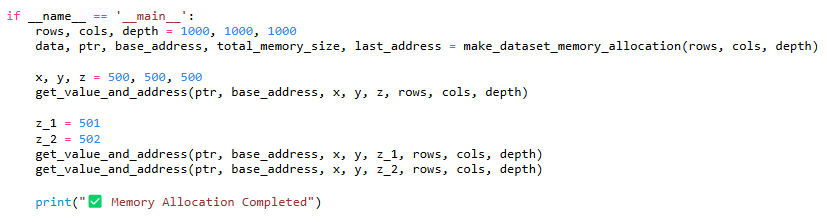 if __name__ == '__main__':
    rows, cols, depth = 1000, 1000, 1000
    data, ptr, base_address, total_memory_size, last_address = make_dataset_memory_allocation(rows, cols, depth)

    x, y, z = 500, 500, 500
    get_value_and_address(ptr, base_address, x, y, z, rows, cols, depth)

    z_1 = 501
    z_2 = 502
    get_value_and_address(ptr, base_address, x, y, z_1, rows, cols, depth)
    get_value_and_address(ptr, base_address, x, y, z_2, rows, cols, depth)

    print("✅ Memory Allocation Completed")